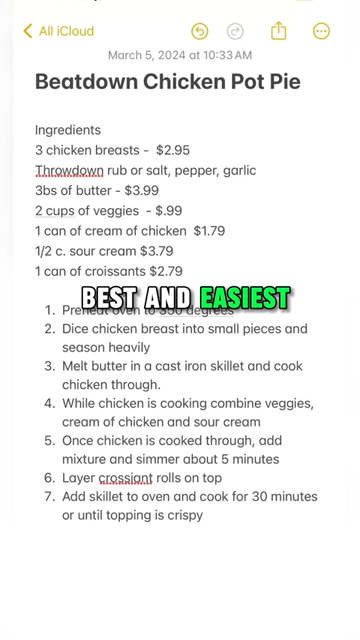 All iCloud
March 5, 2024 at 10:33 AM
Beatdown Chicken Pot Pie
Ingredients
3 chicken breasts - $2.95
Throwdown rub or salt, pepper, garlic
3bs of butter - $3.99
2 cups of veggies - $.99
1 can of cream of chicken $1.79
1/2 c. sour cream $3.79
1 can of croissants $2.79
BEST AND EASIEST
1. Preheat oven to 350 degrees
2. Dice chicken breast into small pieces and
season heavily
3. Melt butter in a cast iron skillet and cook
chicken through.
4. While chicken is cooking combine veggies,
cream of chicken and sour cream
5. Once chicken is cooked through, add
mixture and simmer about 5 minutes
6. Layer crossiant rolls on top
7. Add skillet to oven and cook for 30 minutes
or until topping is crispy